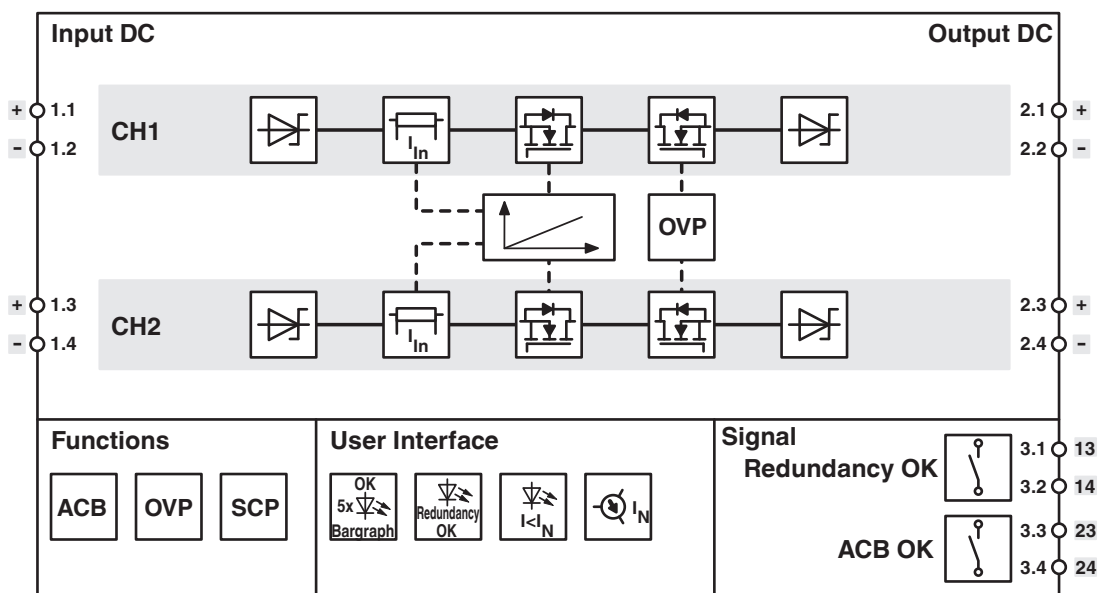 Input DC
Output DC
+ 1.1
CH1
I In
2.1 +
- 1.2
2.2 -
OVP
+ 1.3
CH2
I In
2.3 +
- 1.4
2.4 -
Functions
ACB
OVP
SCP
User Interface
OK
5x
Bargraph
Redundancy
OK
I<IN
IN
Signal
Redundancy OK
3.1 13
3.2 14
ACB OK
3.3 23
3.4 24